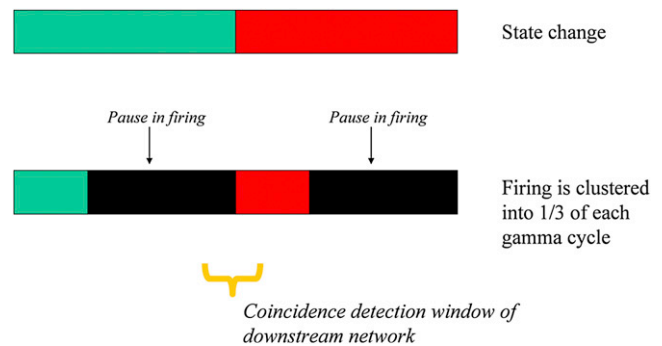 State change
Pause in firing
Pause in firing
Firing is clustered
into 1/3 of each
gamma cycle
Coincidence detection window of
downstream network